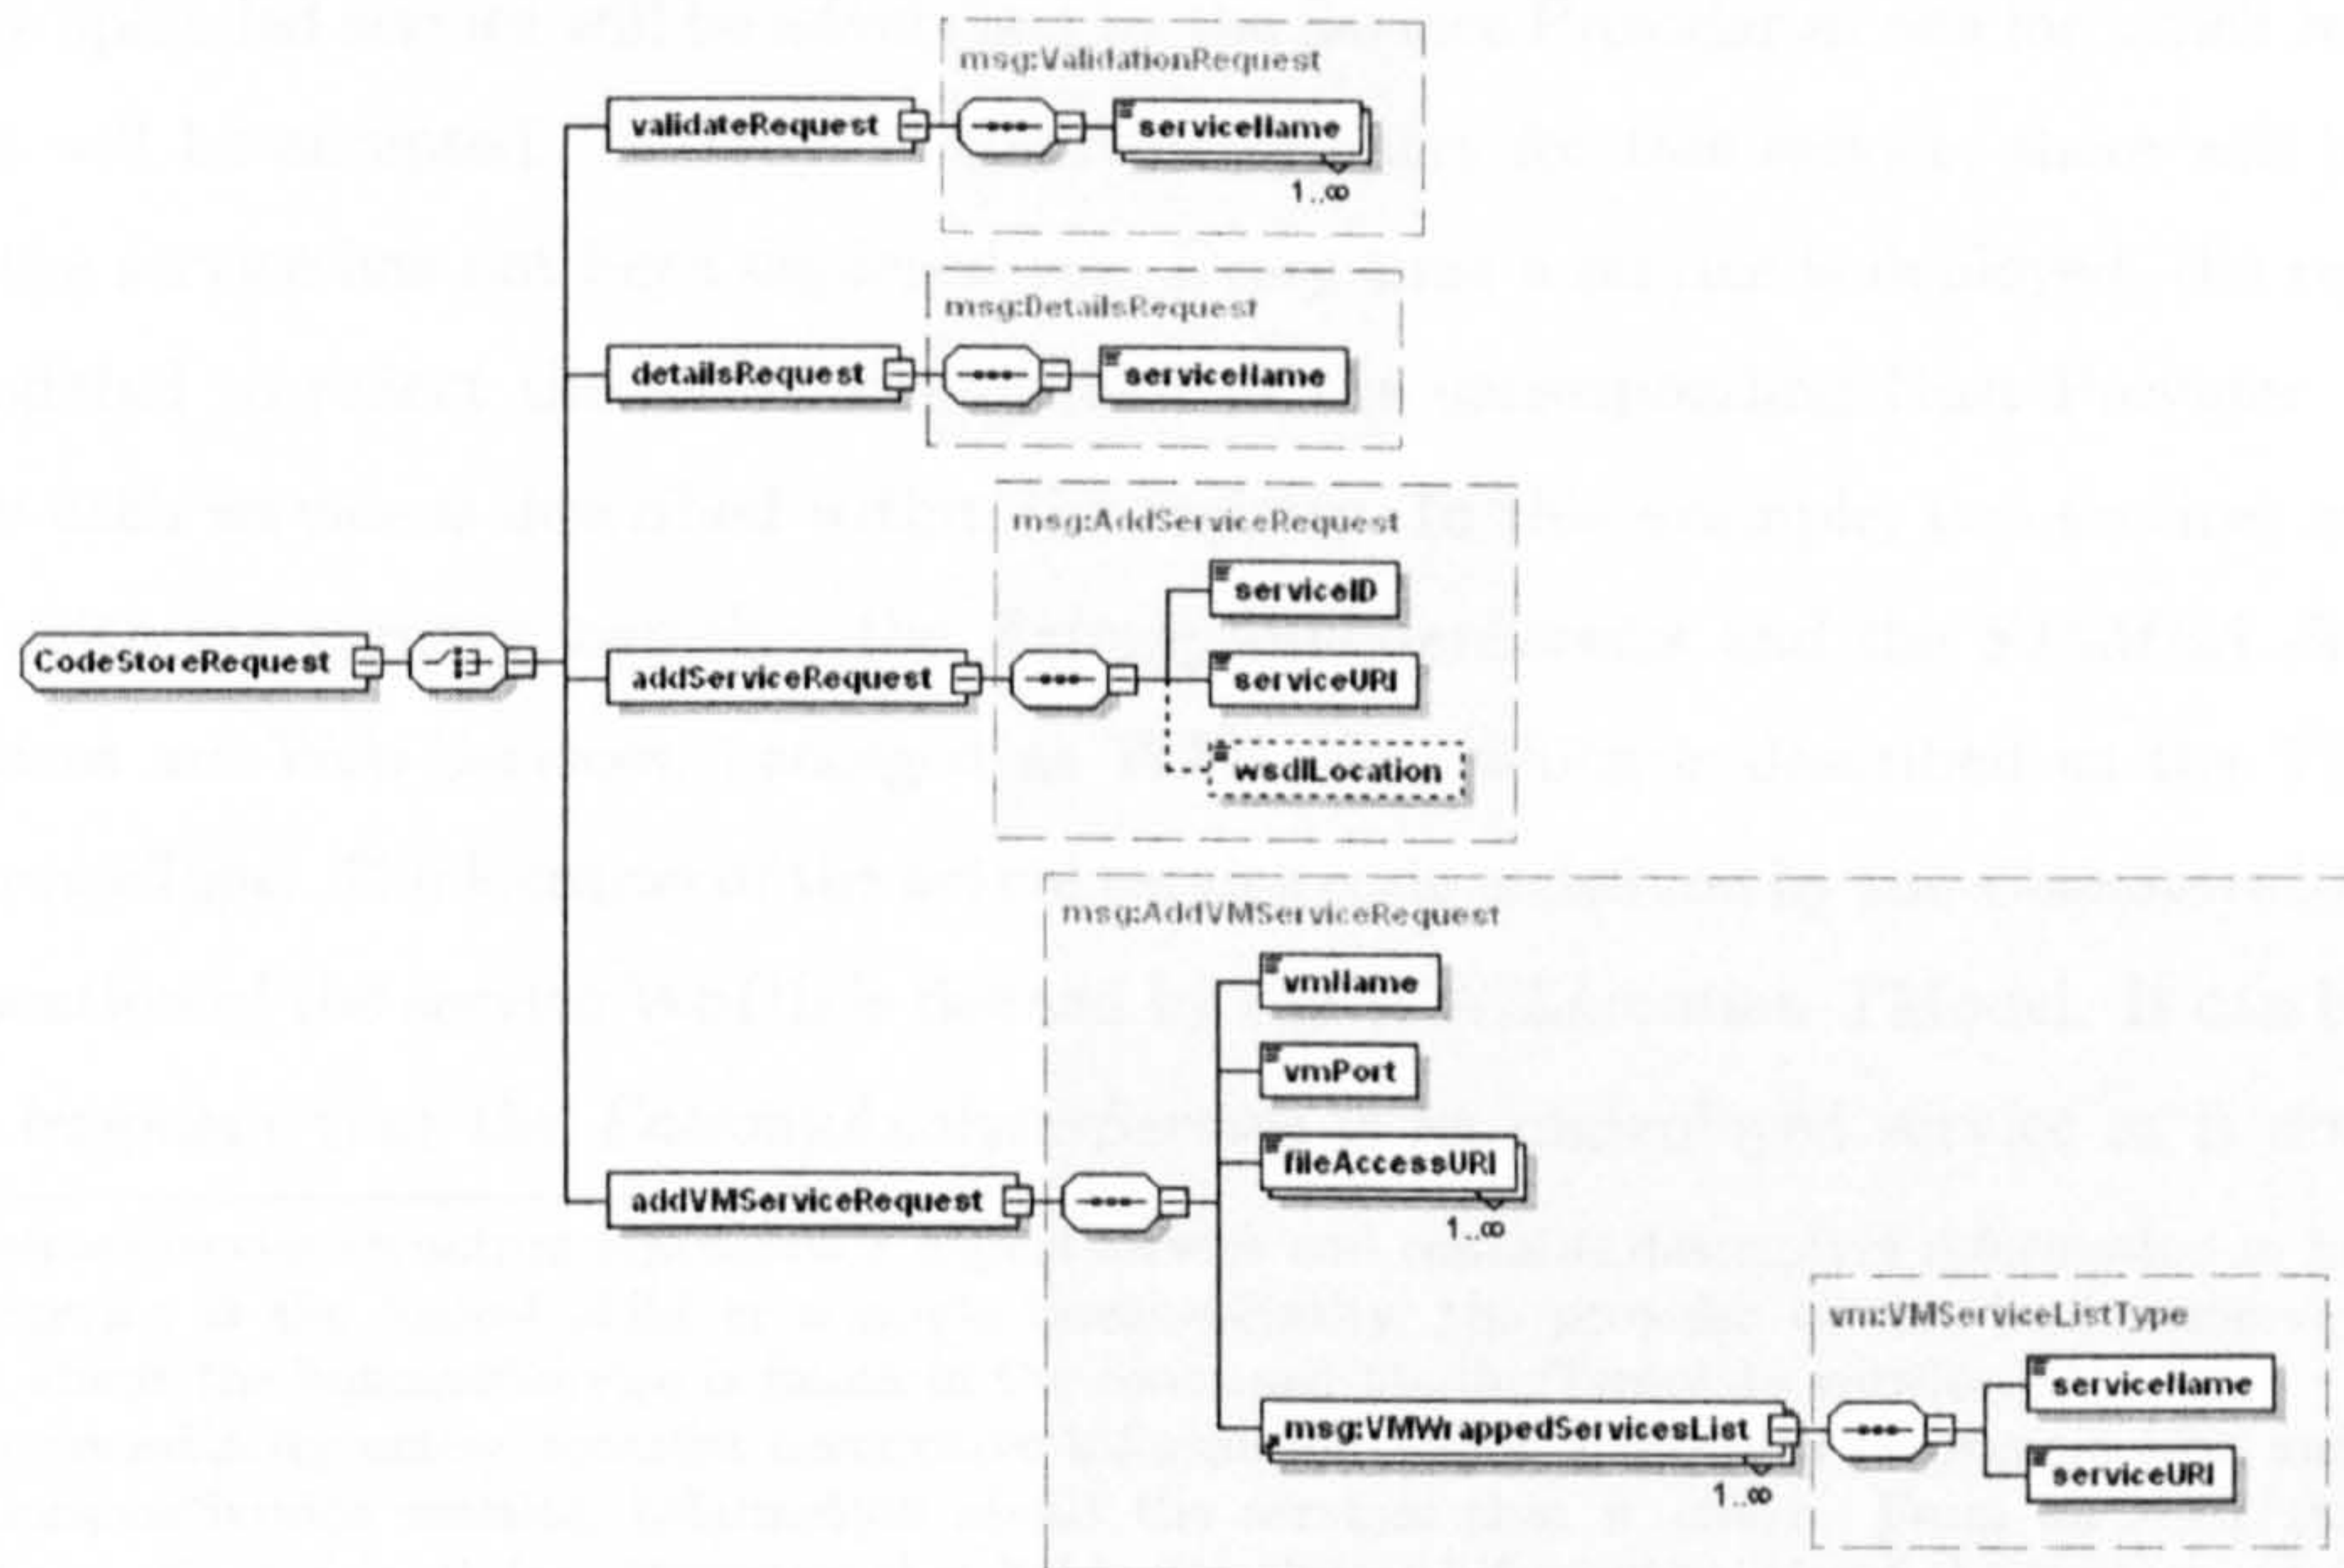 msg:ValidationRequest
validateRequest
serviceName
1..∞
msg:DetailsRequest
detailsRequest
serviceName
msg:AddServiceRequest
serviceID
CodeStoreRequest
addServiceRequest
serviceURI
wsdlLocation
msg:AddVMServiceRequest
vmName
vmPort
fileAccessURI
addVMServiceRequest
1..∞
vm:VMServiceListType
serviceName
msg:VMWrappedServicesList
serviceURI
1..∞